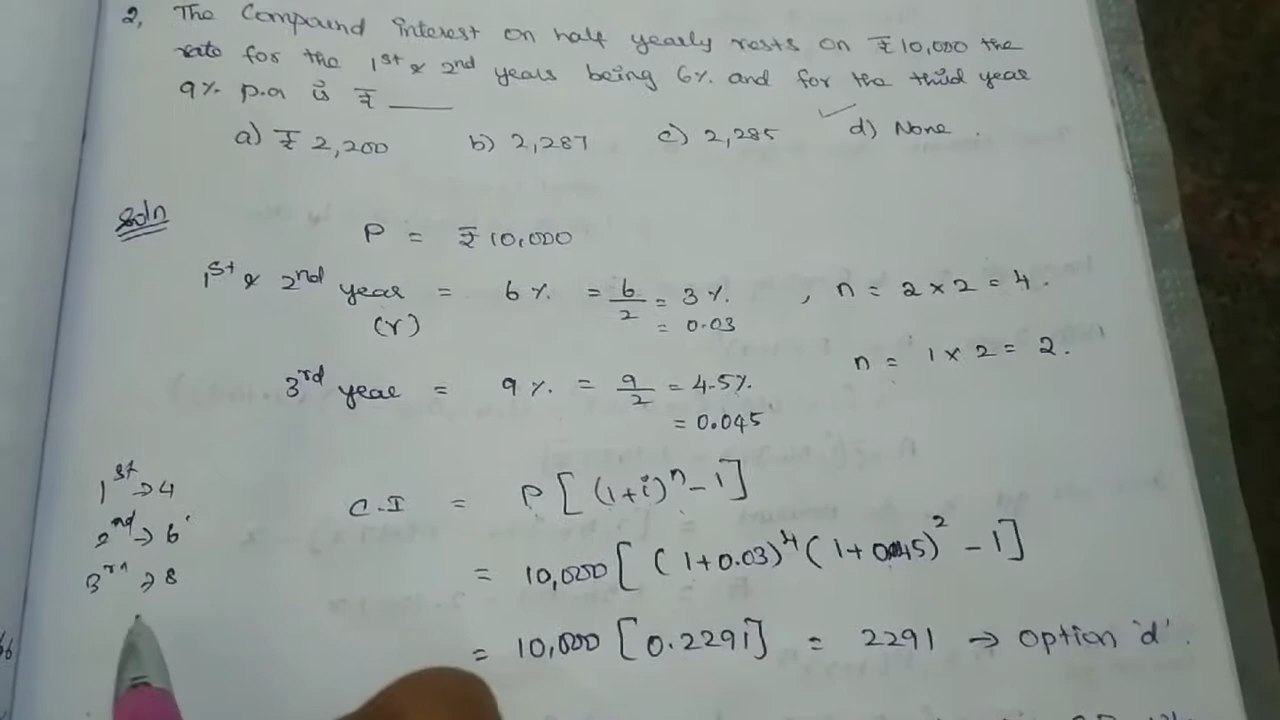 2, The Compound interest on half yearly rests on ₹ 10,000 the
rate for the 1st & 2nd years being 6% and for the third year
9% p.a is ₹ ____
a) ₹ 2,200 b) 2,287 c) 2,285 ✓ d) None .
Soln
P = ₹ 10,000
1st & 2nd year = 6 % = 6/2 = 3 % , n = 2 × 2 = 4 .
(r) = 0.03
n = 1 × 2 = 2 .
3rd year = 9 % = 9/2 = 4.5%.
= 0.045
1st → 4
2nd → 6
3rd → 8
C.I = P [ (1+i)^n - 1 ]
= 10,000 [ (1+0.03)^4 (1+0.045)^2 - 1 ]
= 10,000 [0.2291] = 2291 → Option 'd' .